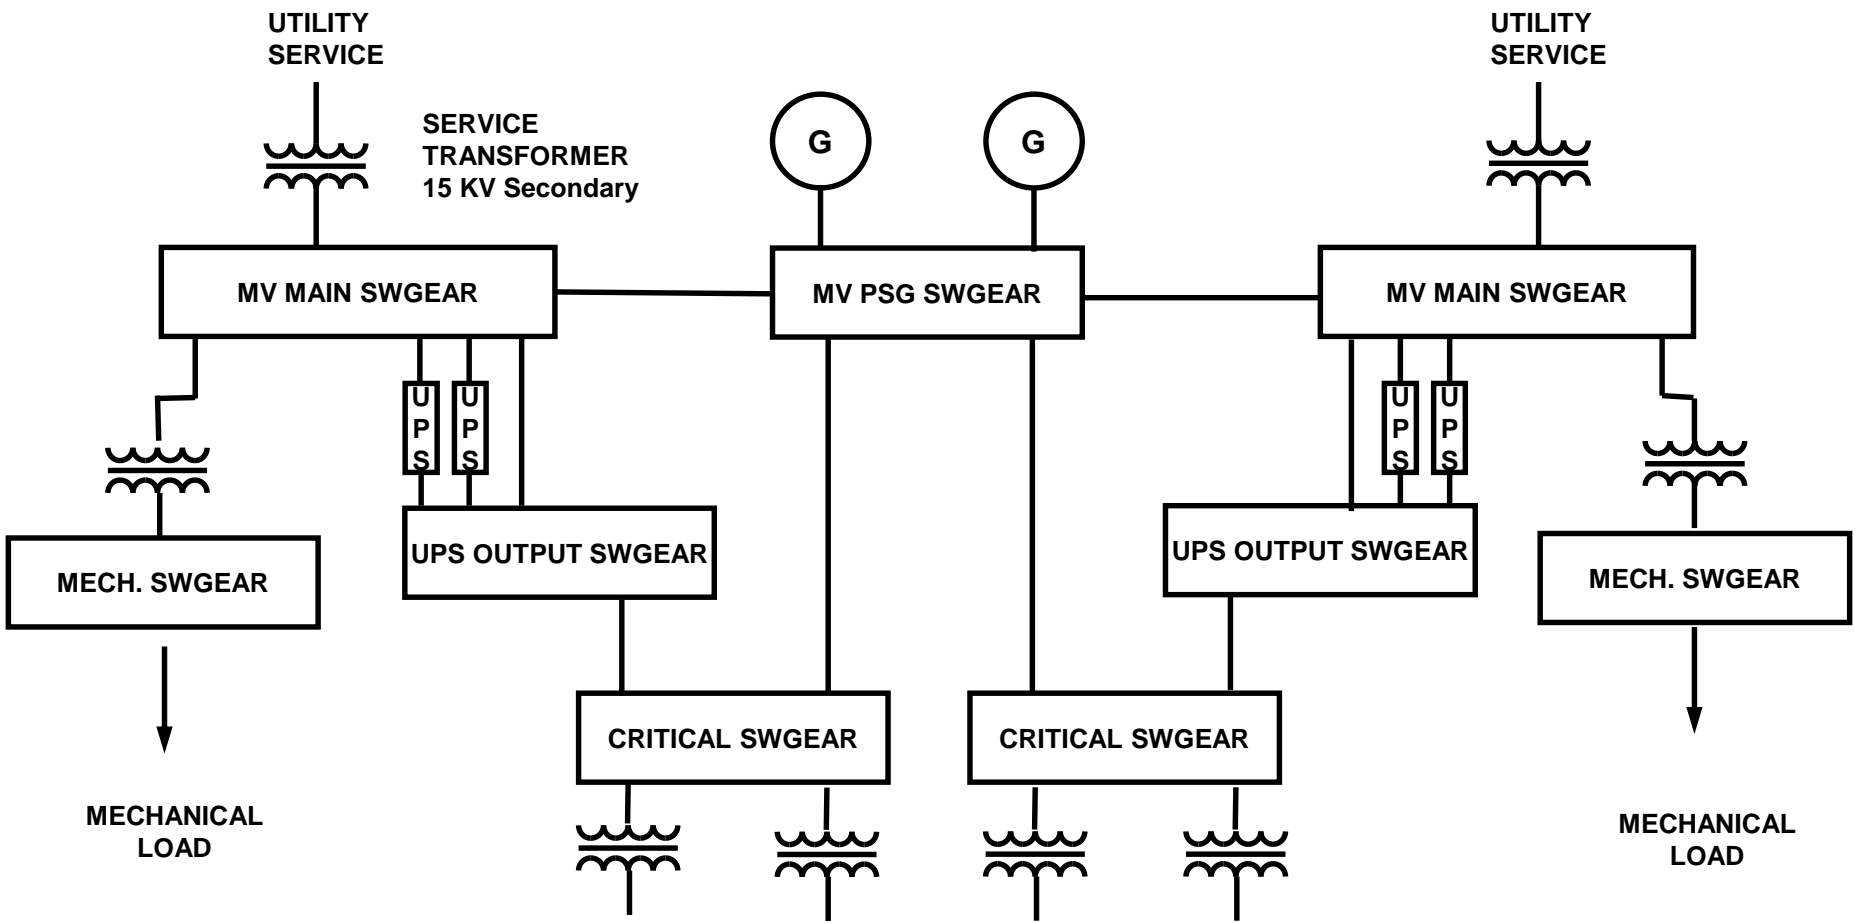 UTILITY
SERVICE
UTILITY
SERVICE
SERVICE
TRANSFORMER
15 KV Secondary
G
G
MV MAIN SWGEAR
MV PSG SWGEAR
MV MAIN SWGEAR
U
P
S
U
P
S
U
P
S
U
P
S
UPS OUTPUT SWGEAR
UPS OUTPUT SWGEAR
MECH. SWGEAR
MECH. SWGEAR
CRITICAL SWGEAR
CRITICAL SWGEAR
MECHANICAL
LOAD
MECHANICAL
LOAD